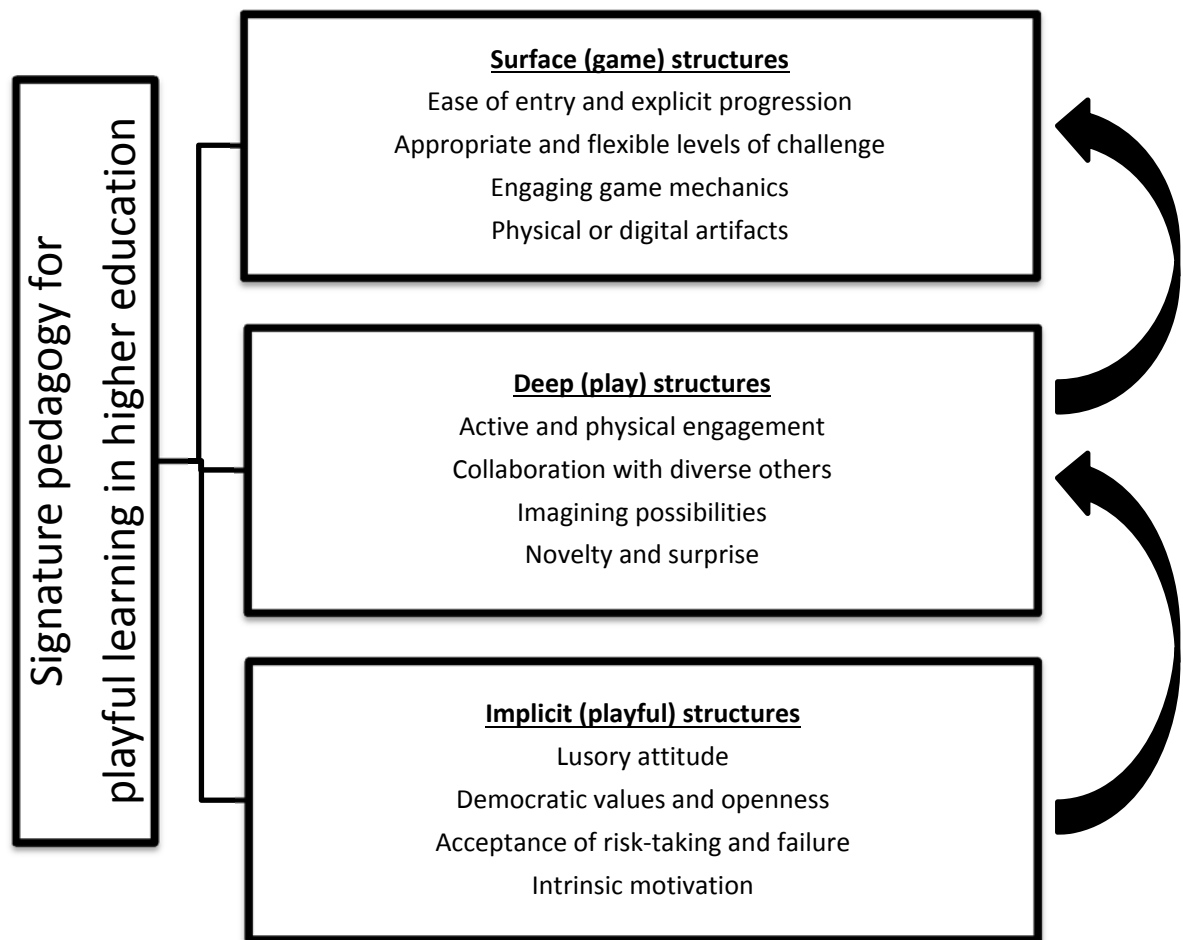 Signature pedagogy for
playful learning in higher education
Surface (game) structures
Ease of entry and explicit progression
Appropriate and flexible levels of challenge
Engaging game mechanics
Physical or digital artifacts
Deep (play) structures
Active and physical engagement
Collaboration with diverse others
Imagining possibilities
Novelty and surprise
Implicit (playful) structures
Lusory attitude
Democratic values and openness
Acceptance of risk-taking and failure
Intrinsic motivation